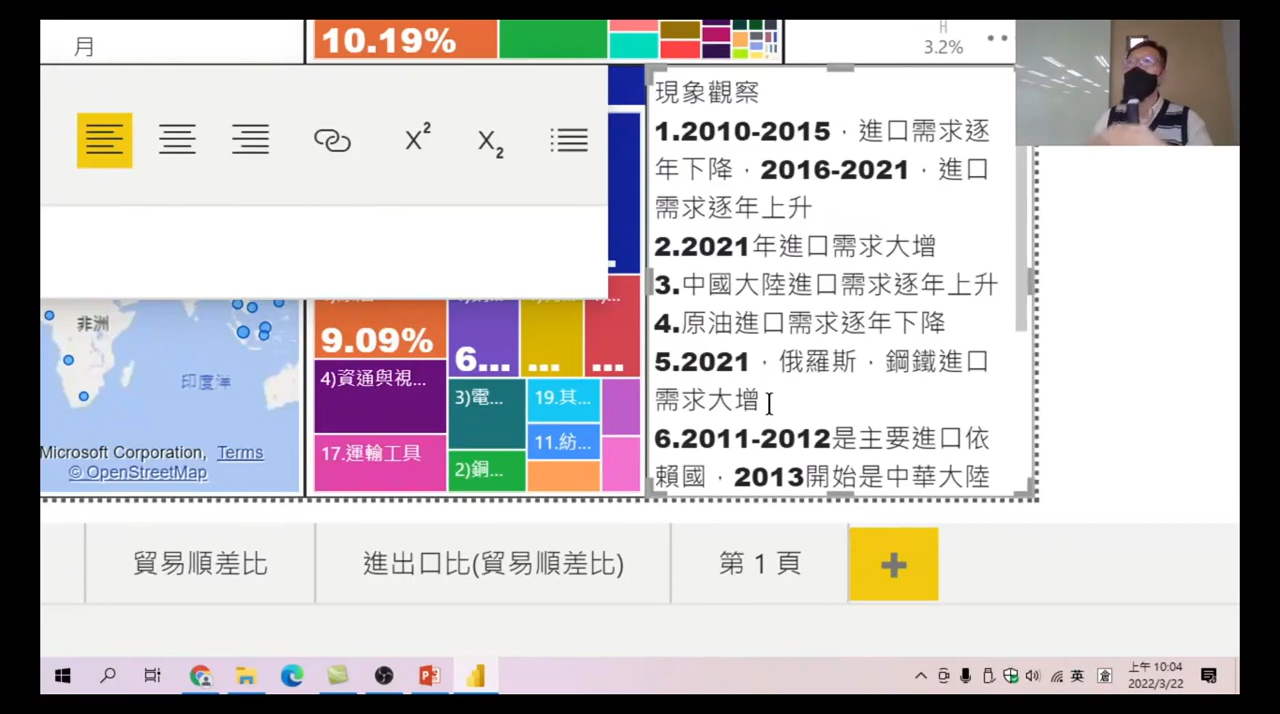 月
10.19%
H
3.2%
現象觀察
1.2010-2015，進口需求逐
年下降，2016-2021，進口
需求逐年上升
2.2021年進口需求大增
3.中國大陸進口需求逐年上升
4.原油進口需求逐年下降
5.2021，俄羅斯，鋼鐵進口
需求大增
6.2011-2012是主要進口依
賴國，2013開始是中華大陸
X2
X2
非洲
印度洋
Microsoft Corporation, Terms
© OpenStreetMap
9.09%
6...
...
...
4)資通與視...
3)電...
19.其...
11.紡...
17.運輸工具
2)銅...
貿易順差比
進出口比(貿易順差比)
第 1 頁
+
英
倉
上午 10:04
2022/3/22